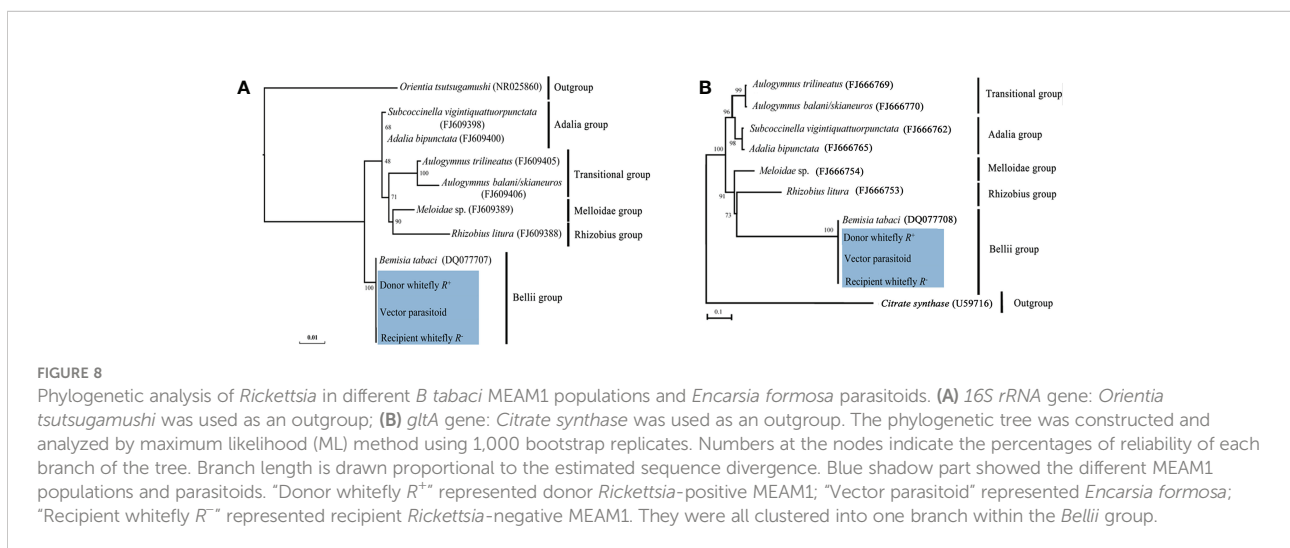 A
Orientia tsutsugamushi (NR025860)
Outgroup
Subcoccinella vigintiquattuorpunctata
(FJ609398)
68
Adalia bipunctata (FJ609400)
Adalia group
48
Aulogymnus trilineatus (FJ609405)
100
Aulogymnus balani/skianeuros
(FJ609406)
Transitional group
71
Meloidae sp. (FJ609389)
Melloidae group
90
Rhizobius litura (FJ609388)
Rhizobius group
Bemisia tabaci (DQ077707)
100
Donor whitefly R+
Vector parasitoid
Recipient whitefly R-
Bellii group
0.01
B
Aulogymnus trilineatus (FJ666769)
99
Aulogymnus balani/skianeuros (FJ666770)
Transitional group
96
Subcoccinella vigintiquattuorpunctata (FJ666762)
98
Adalia bipunctata (FJ666765)
Adalia group
100
Meloidae sp. (FJ666754)
Melloidae group
91
Rhizobius litura (FJ666753)
Rhizobius group
73
Bemisia tabaci (DQ077708)
100
Donor whitefly R+
Vector parasitoid
Recipient whitefly R-
Bellii group
Citrate synthase (U59716)
Outgroup
0.1
FIGURE 8
Phylogenetic analysis of Rickettsia in different B tabaci MEAM1 populations and Encarsia formosa parasitoids. (A) 16S rRNA gene: Orientia
tsutsugamushi was used as an outgroup; (B) gltA gene: Citrate synthase was used as an outgroup. The phylogenetic tree was constructed and
analyzed by maximum likelihood (ML) method using 1,000 bootstrap replicates. Numbers at the nodes indicate the percentages of reliability of each
branch of the tree. Branch length is drawn proportional to the estimated sequence divergence. Blue shadow part showed the different MEAM1
populations and parasitoids. “Donor whitefly R+” represented donor Rickettsia-positive MEAM1; “Vector parasitoid” represented Encarsia formosa;
“Recipient whitefly R−” represented recipient Rickettsia-negative MEAM1. They were all clustered into one branch within the Bellii group.